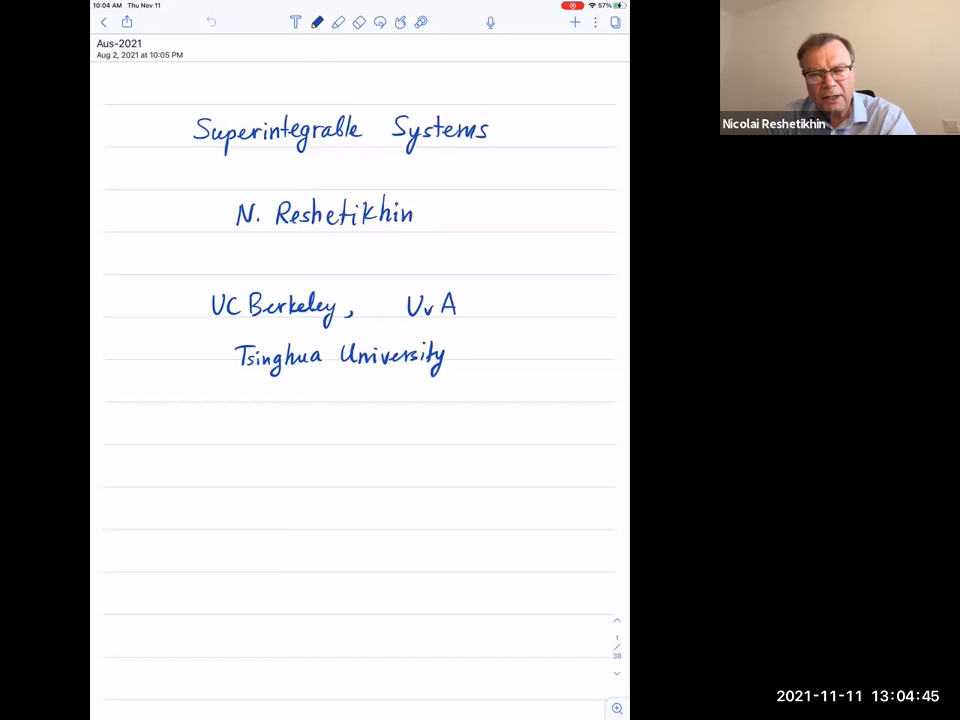 10:04 AM Thu Nov 11
57%
Aus-2021
Aug 2, 2021 at 10:05 PM
Superintegrable Systems
N. Reshetikhin
UC Berkeley, UvA
Tsinghua University
1
/
38
Nicolai Reshetikhin
2021-11-11 13:04:45